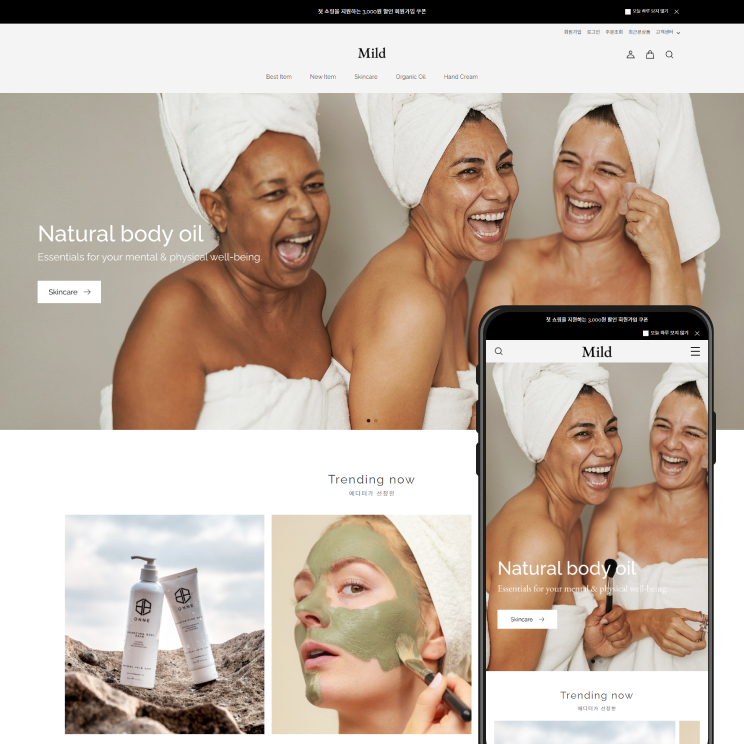 첫 쇼핑을 지원하는 3,000원 할인 회원가입 쿠폰
오늘 하루 보지 않기
회원가입 로그인 주문조회 최근본상품 고객센터
Mild
Best Item New Item Skincare Organic Oil Hand Cream
Natural body oil
Essentials for your mental & physical well-being.
Skincare
Trending now
에디터가 선정한
OHNE
OHNE
첫 쇼핑을 지원하는 3,000원 할인 회원가입 쿠폰
오늘 하루 보지 않기
Mild
Natural body oil
Essentials for your mental & physical well-being.
Skincare
Trending now
에디터가 선정한